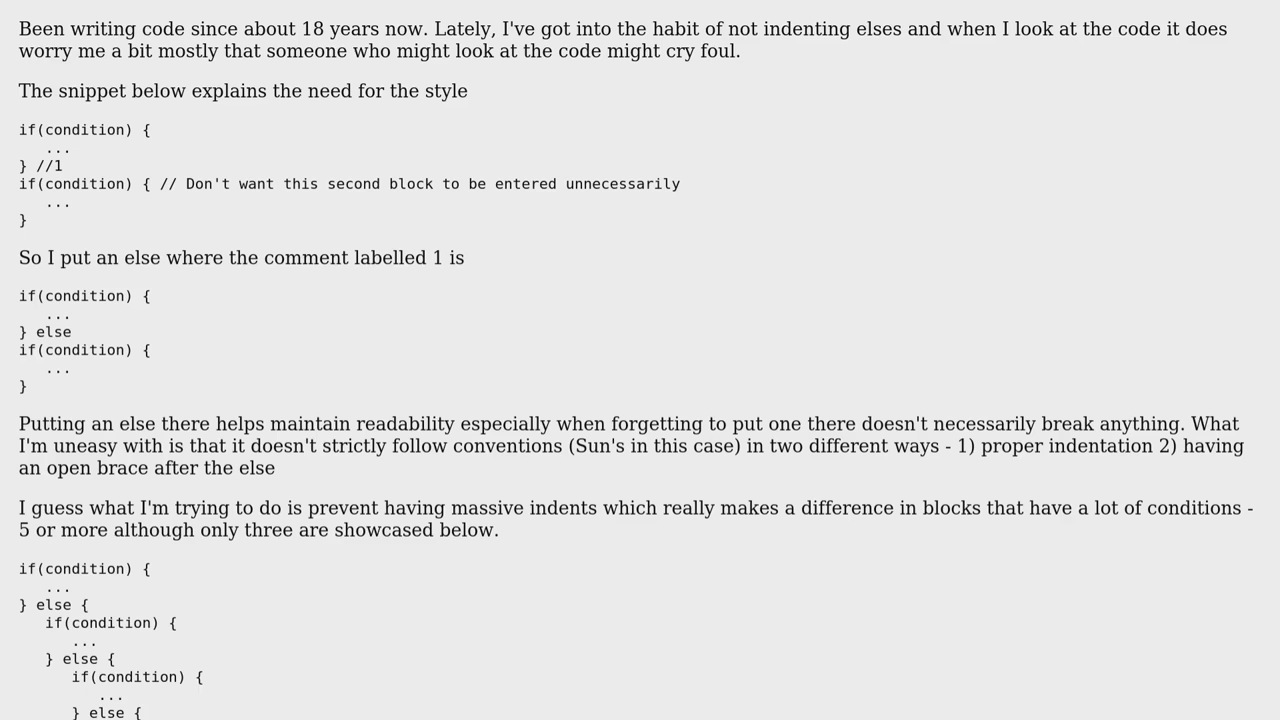 Been writing code since about 18 years now. Lately, I've got into the habit of not indenting elses and when I look at the code it does
worry me a bit mostly that someone who might look at the code might cry foul.
The snippet below explains the need for the style
if(condition) {
   ...
} //1
if(condition) { // Don't want this second block to be entered unnecessarily
   ...
}
So I put an else where the comment labelled 1 is
if(condition) {
   ...
} else
if(condition) {
   ...
}
Putting an else there helps maintain readability especially when forgetting to put one there doesn't necessarily break anything. What
I'm uneasy with is that it doesn't strictly follow conventions (Sun's in this case) in two different ways - 1) proper indentation 2) having
an open brace after the else
I guess what I'm trying to do is prevent having massive indents which really makes a difference in blocks that have a lot of conditions -
5 or more although only three are showcased below.
if(condition) {
   ...
} else {
   if(condition) {
      ...
   } else {
      if(condition) {
         ...
      } else {